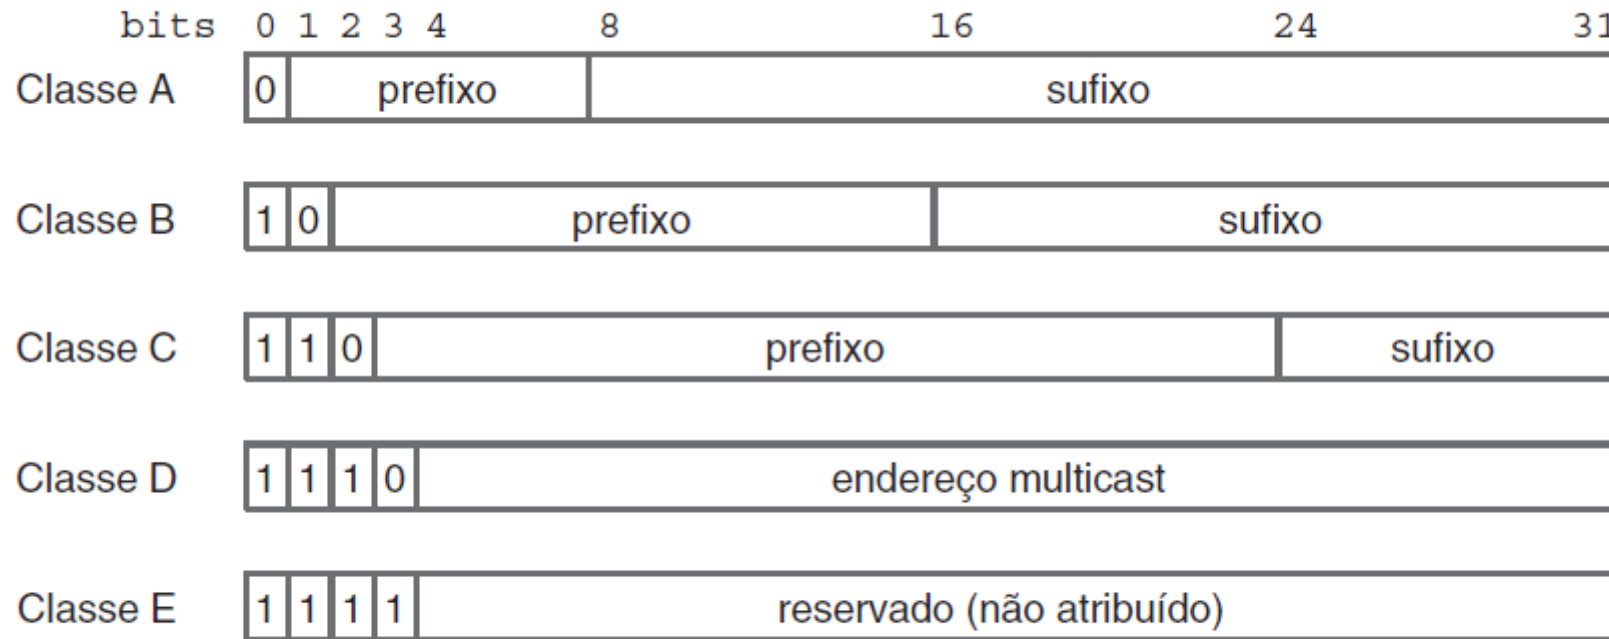 bits 0 1 2 3 4 8 16 24 31
Classe A 0 prefixo sufixo
Classe B 1 0 prefixo sufixo
Classe C 1 1 0 prefixo sufixo
Classe D 1 1 1 0 endereço multicast
Classe E 1 1 1 1 reservado (não atribuído)